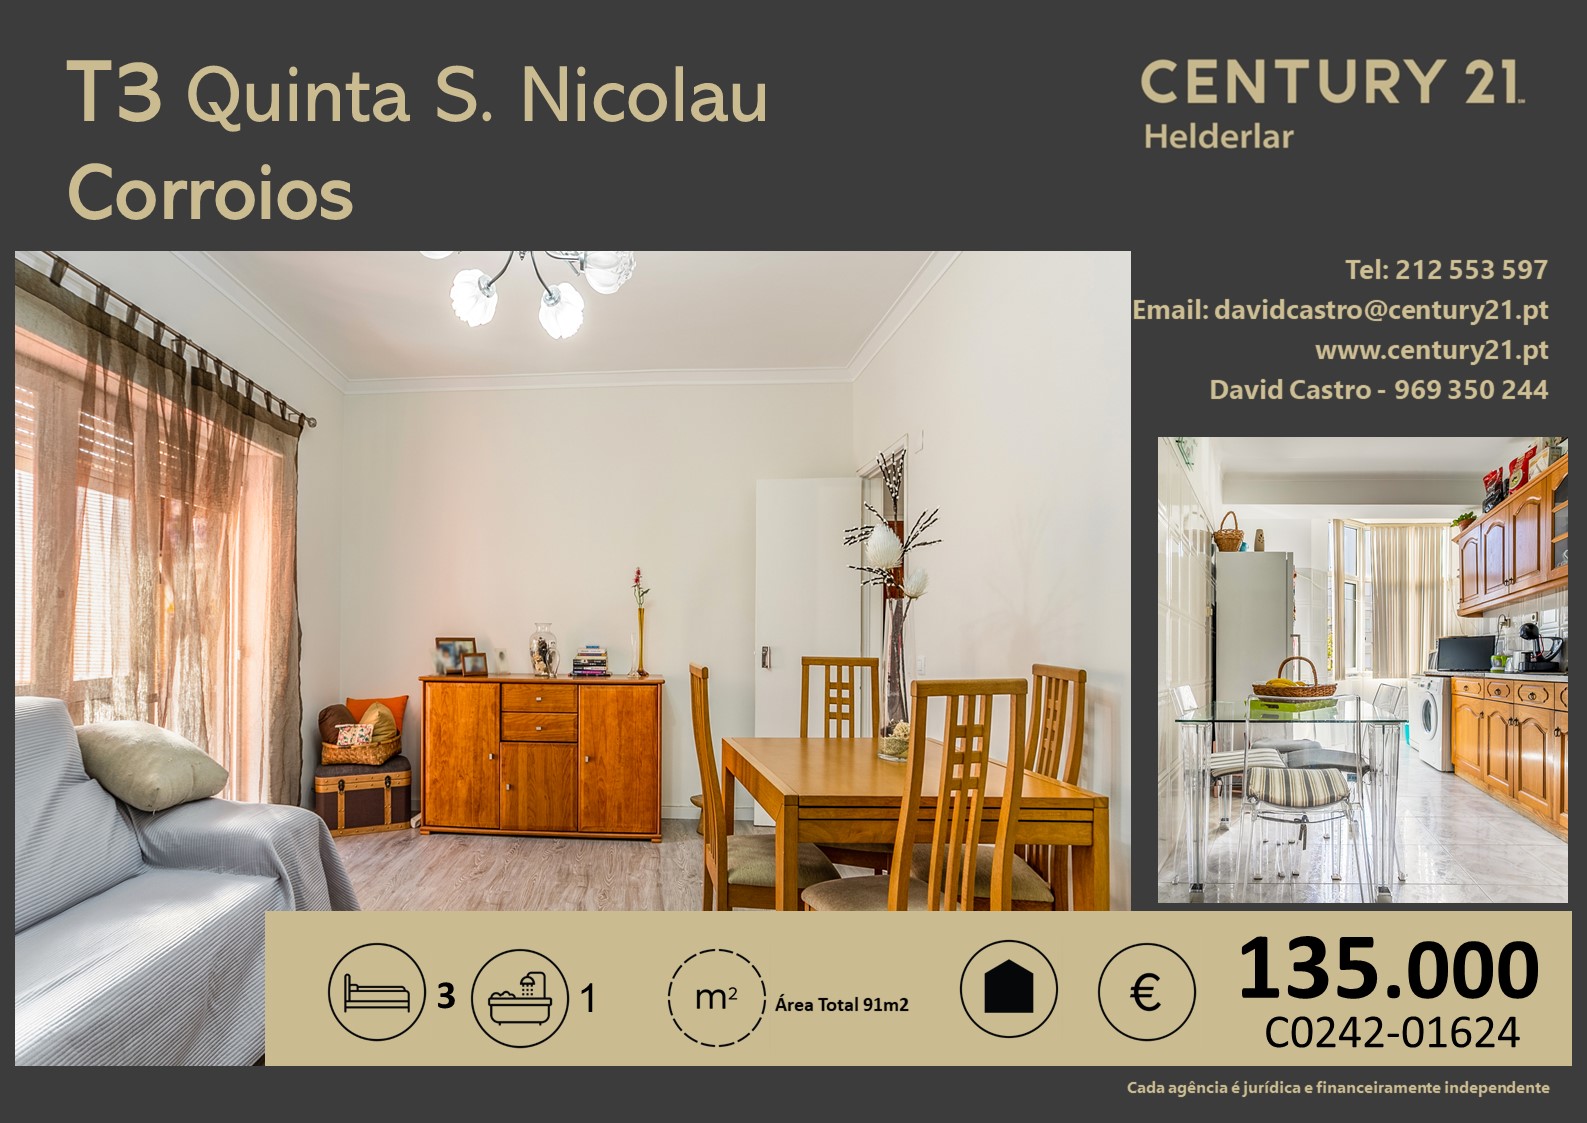 T3 Quinta S. Nicolau
Corroios
CENTURY 21
Helderlar
Tel: 212 553 597
Email: davidcastro@century21.pt
www.century21.pt
David Castro - 969 350 244
3
1
m²
Área Total 91m2
€
135.000
C0242-01624
Cada agência é jurídica e financeiramente independente